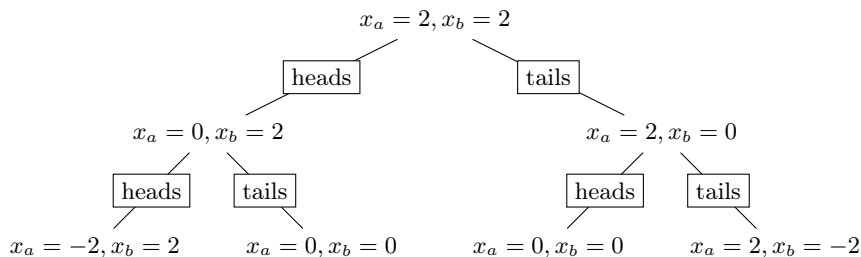 x_a = 2, x_b = 2
heads tails
x_a = 0, x_b = 2 x_a = 2, x_b = 0
heads tails heads tails
x_a = −2, x_b = 2 x_a = 0, x_b = 0 x_a = 0, x_b = 0 x_a = 2, x_b = −2